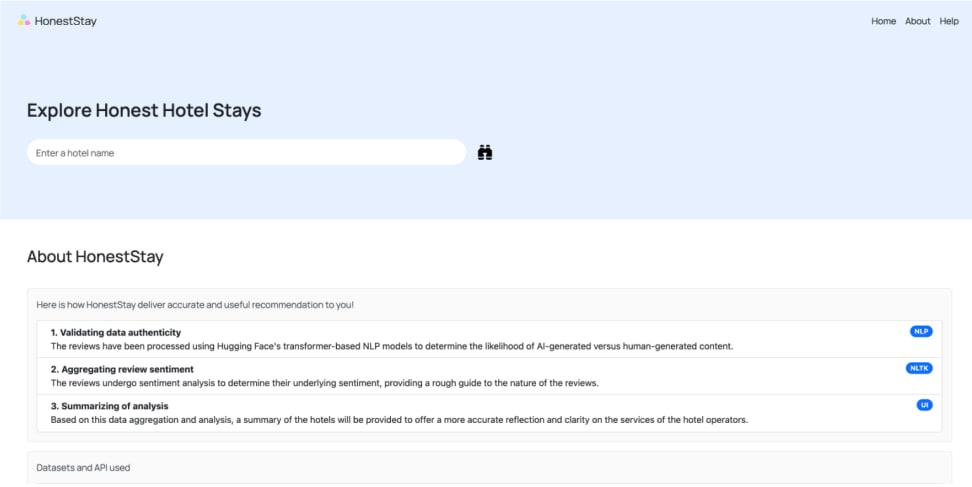 HonestStay
Home About Help
Explore Honest Hotel Stays
Enter a hotel name
About HonestStay
Here is how HonestStay deliver accurate and useful recommendation to you!
1. Validating data authenticity NLP
The reviews have been processed using Hugging Face's transformer-based NLP models to determine the likelihood of AI-generated versus human-generated content.
2. Aggregating review sentiment NLTK
The reviews undergo sentiment analysis to determine their underlying sentiment, providing a rough guide to the nature of the reviews.
3. Summarizing of analysis UI
Based on this data aggregation and analysis, a summary of the hotels will be provided to offer a more accurate reflection and clarity on the services of the hotel operators.
Datasets and API used